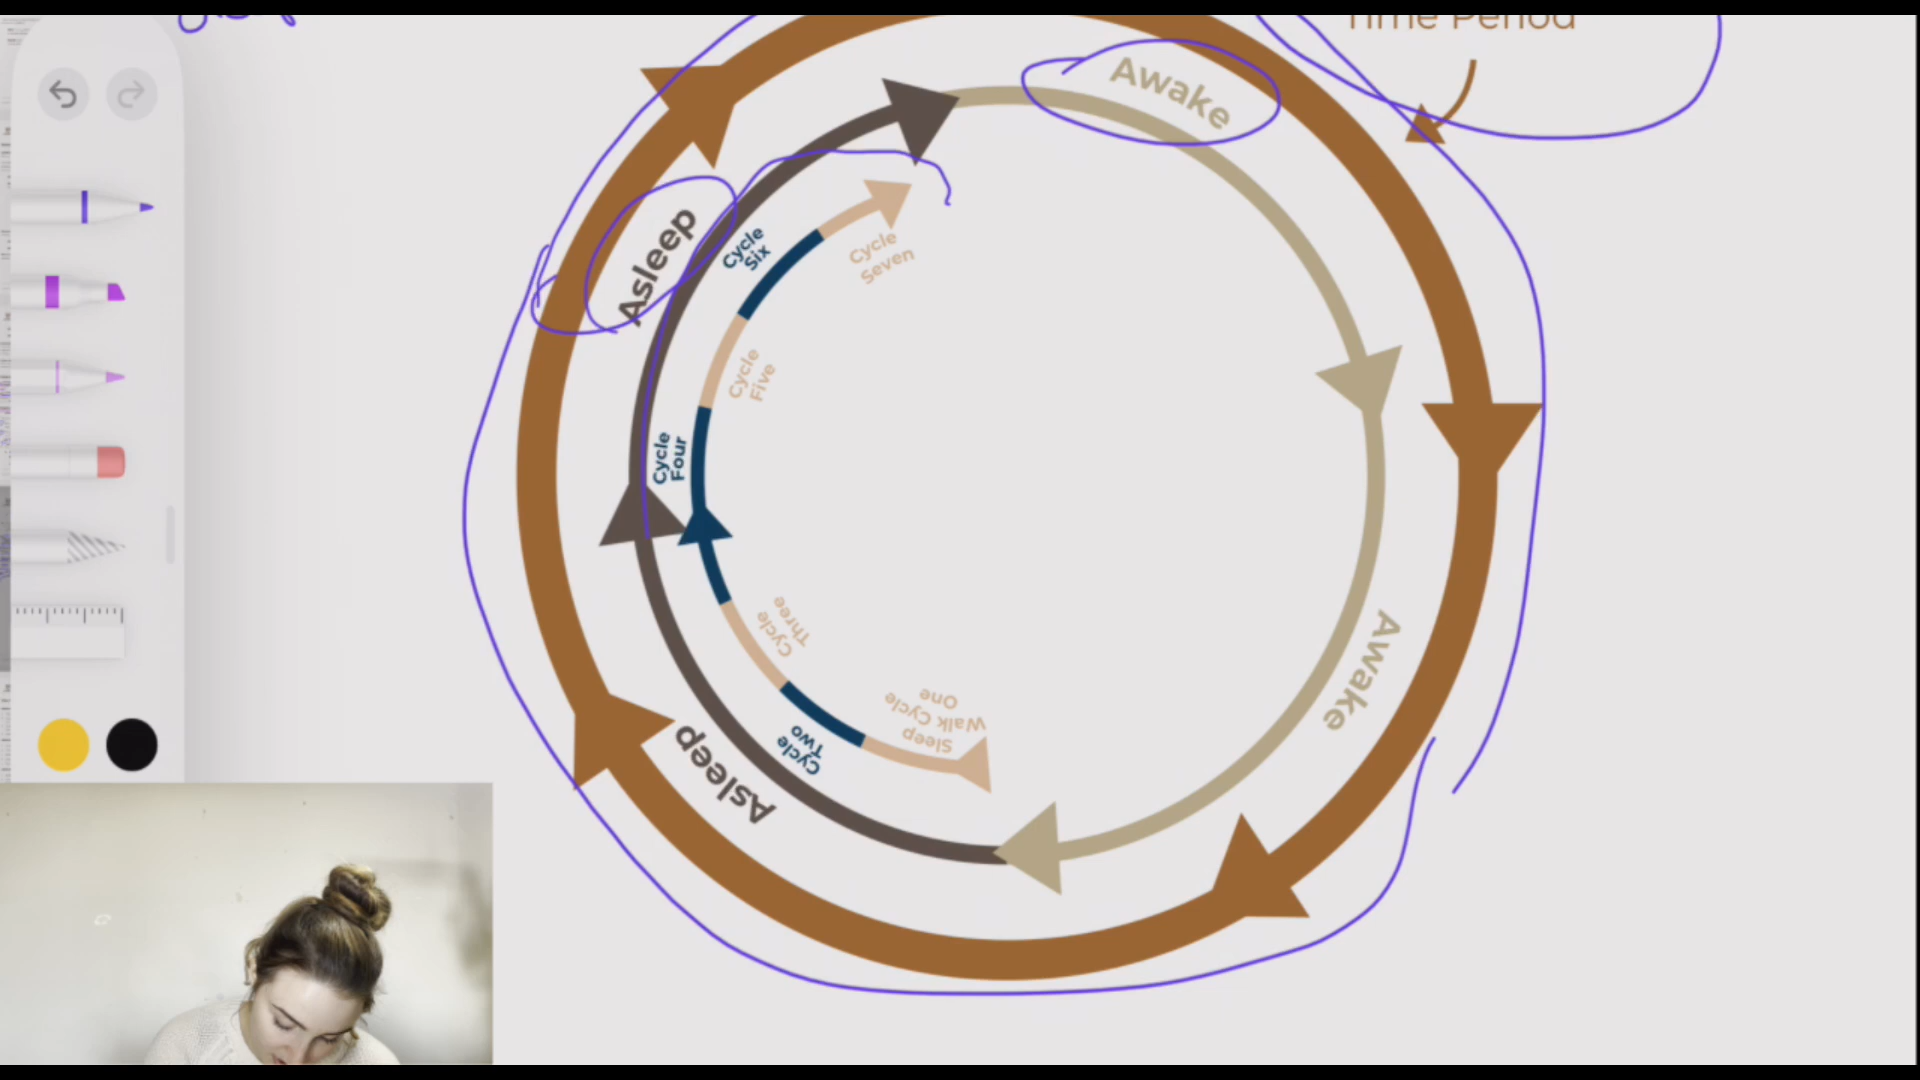 Time Period
Awake
Asleep
Cycle
Six
Cycle
Seven
Cycle
Five
Cycle
Four
Cycle
Three
Awake
Sleep
Walk Cycle
One
Cycle
Two
Asleep